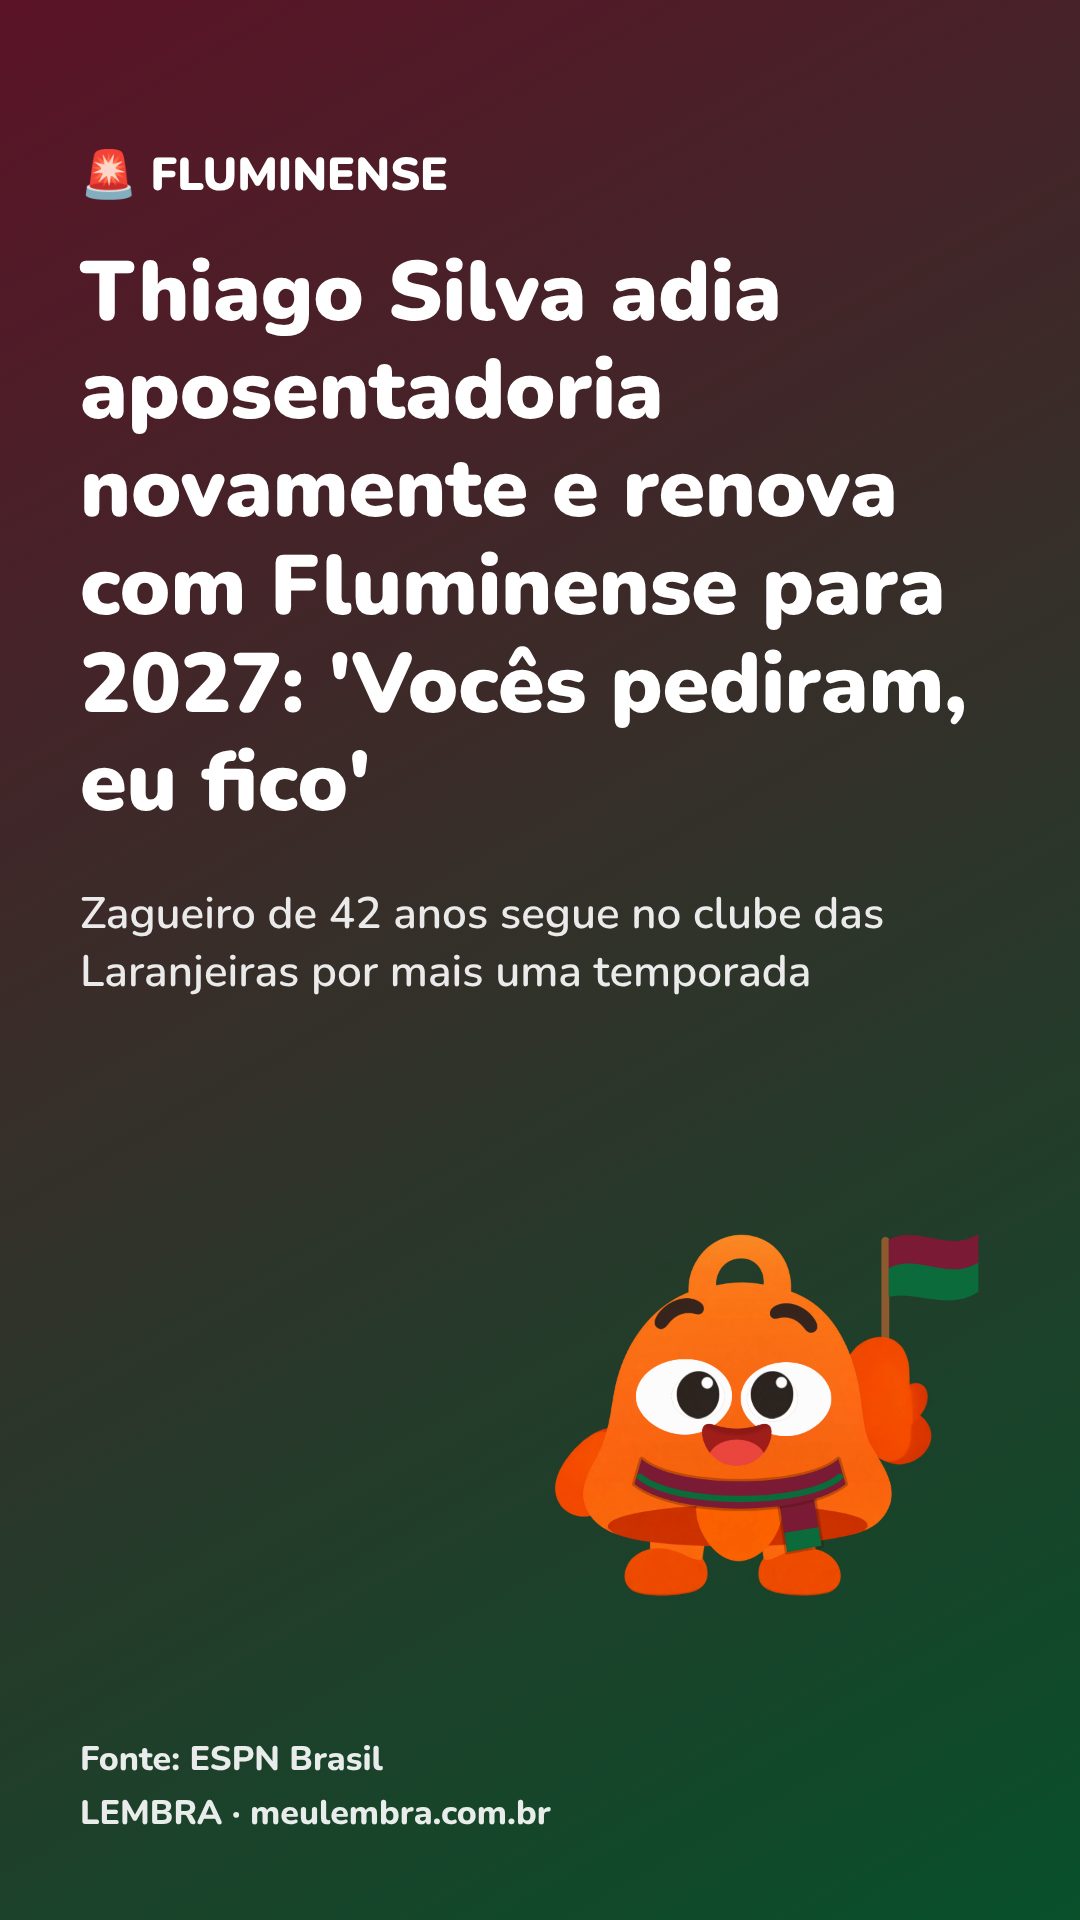 🚨 FLUMINENSE
Thiago Silva adia
aposentadoria
novamente e renova
com Fluminense para
2027: 'Vocês pediram,
eu fico'
Zagueiro de 42 anos segue no clube das
Laranjeiras por mais uma temporada
Fonte: ESPN Brasil
LEMBRA · meulembra.com.br